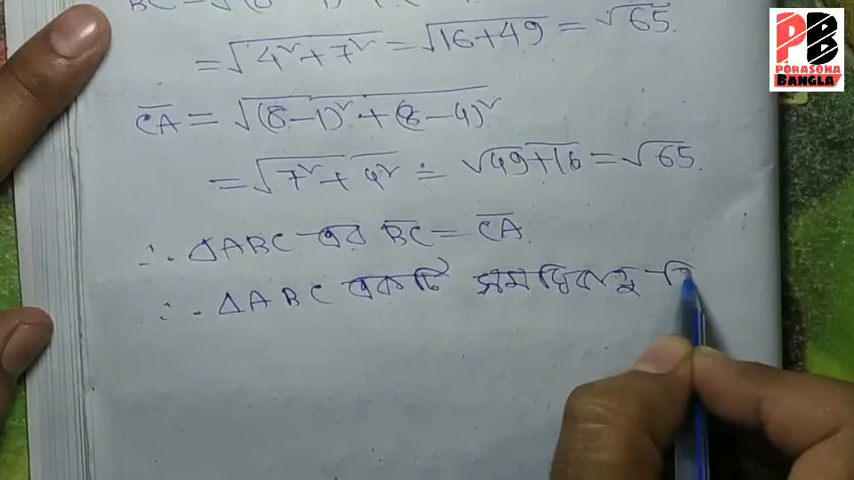 = √4²+7² = √16+49 = √65.
CA = √(8-1)²+(8-4)²
= √7²+4² = √49+16 = √65.
∴ ΔABC এর BC = CA.
∴ ΔABC একটি সমদ্বিবাহু ত্রি
PB
PORASONA
BANGLA